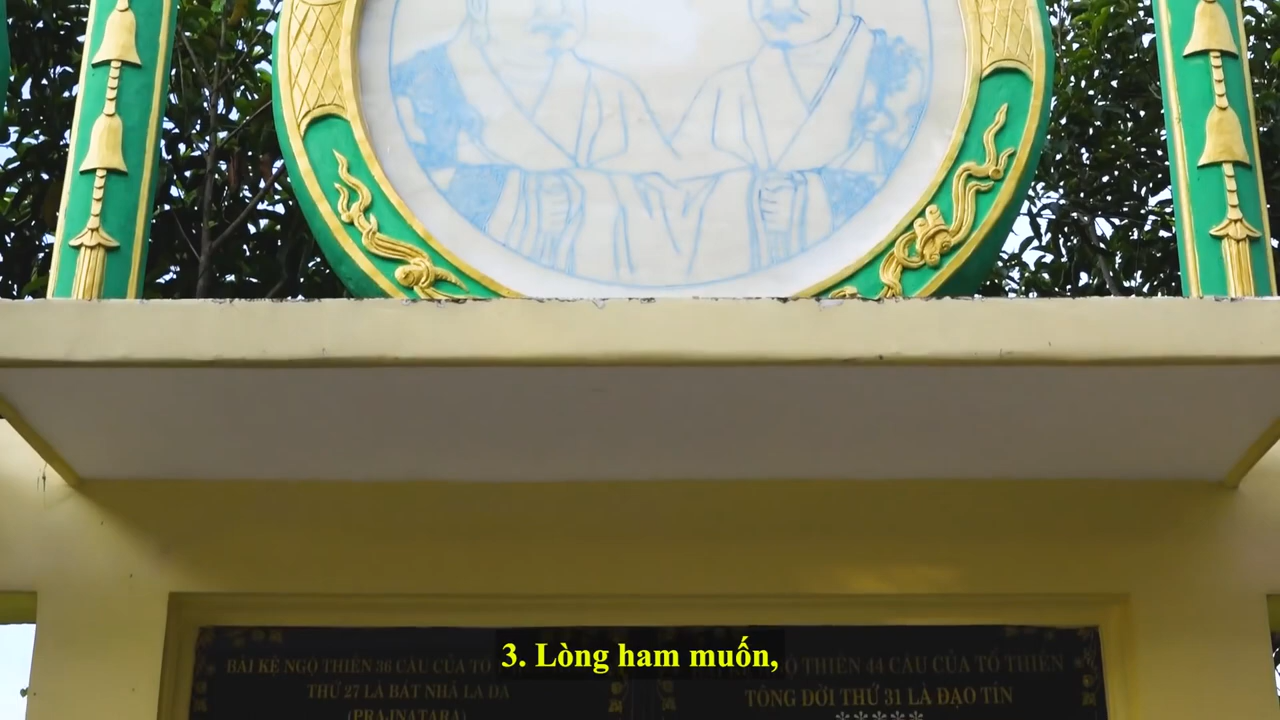 3. Lòng ham muốn,
BÀI KỆ NGỘ THIỀN 36 CÂU CỦA TỔ
THỨ 27 LÀ BÁT NHÃ LA ĐA
(PRAJNATARA)
NGỘ THIỀN 44 CÂU CỦA TỔ THIỀN
TÔNG ĐỜI THỨ 31 LÀ ĐẠO TÍN